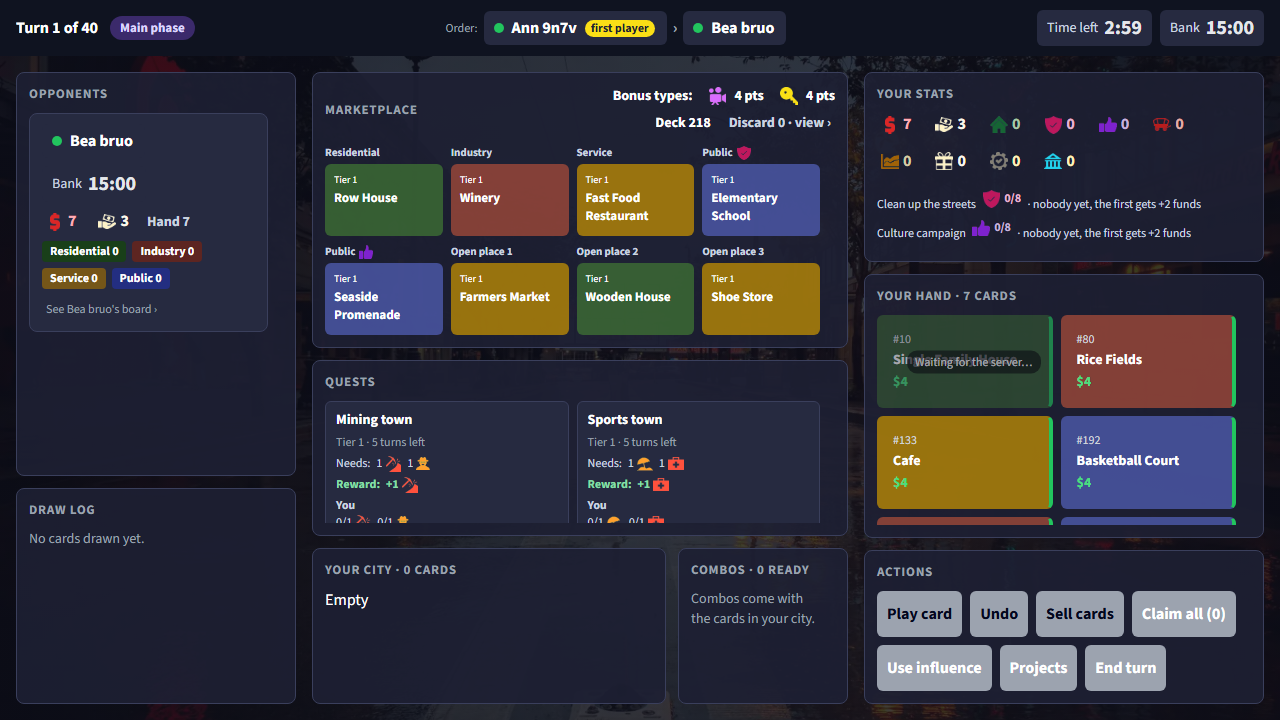 Turn 1 of 40
Main phase
Order:
Ann 9n7v
first player
›
Bea bruo
Time left 2:59
Bank 15:00
OPPONENTS
Bea bruo
Bank 15:00
7
3
Hand 7
Residential 0
Industry 0
Service 0
Public 0
See Bea bruo's board ›
DRAW LOG
No cards drawn yet.
MARKETPLACE
Bonus types: 4 pts 4 pts
Deck 218 Discard 0 · view ›
Residential
Tier 1
Row House
Industry
Tier 1
Winery
Service
Tier 1
Fast Food
Restaurant
Public
Tier 1
Elementary
School
Public
Tier 1
Seaside
Promenade
Open place 1
Tier 1
Farmers Market
Open place 2
Tier 1
Wooden House
Open place 3
Tier 1
Shoe Store
QUESTS
Mining town
Tier 1 · 5 turns left
Needs: 1 1
Reward: +1
You
0/1 0/1
Sports town
Tier 1 · 5 turns left
Needs: 1 1
Reward: +1
You
0/1 0/1
YOUR CITY · 0 CARDS
Empty
COMBOS · 0 READY
Combos come with
the cards in your city.
YOUR STATS
7 3 0 0 0 0
0 0 0 0
Clean up the streets 0/8 · nobody yet, the first gets +2 funds
Culture campaign 0/8 · nobody yet, the first gets +2 funds
YOUR HAND · 7 CARDS
#10
Waiting for the server…
$4
#80
Rice Fields
$4
#133
Cafe
$4
#192
Basketball Court
$4
ACTIONS
Play card
Undo
Sell cards
Claim all (0)
Use influence
Projects
End turn